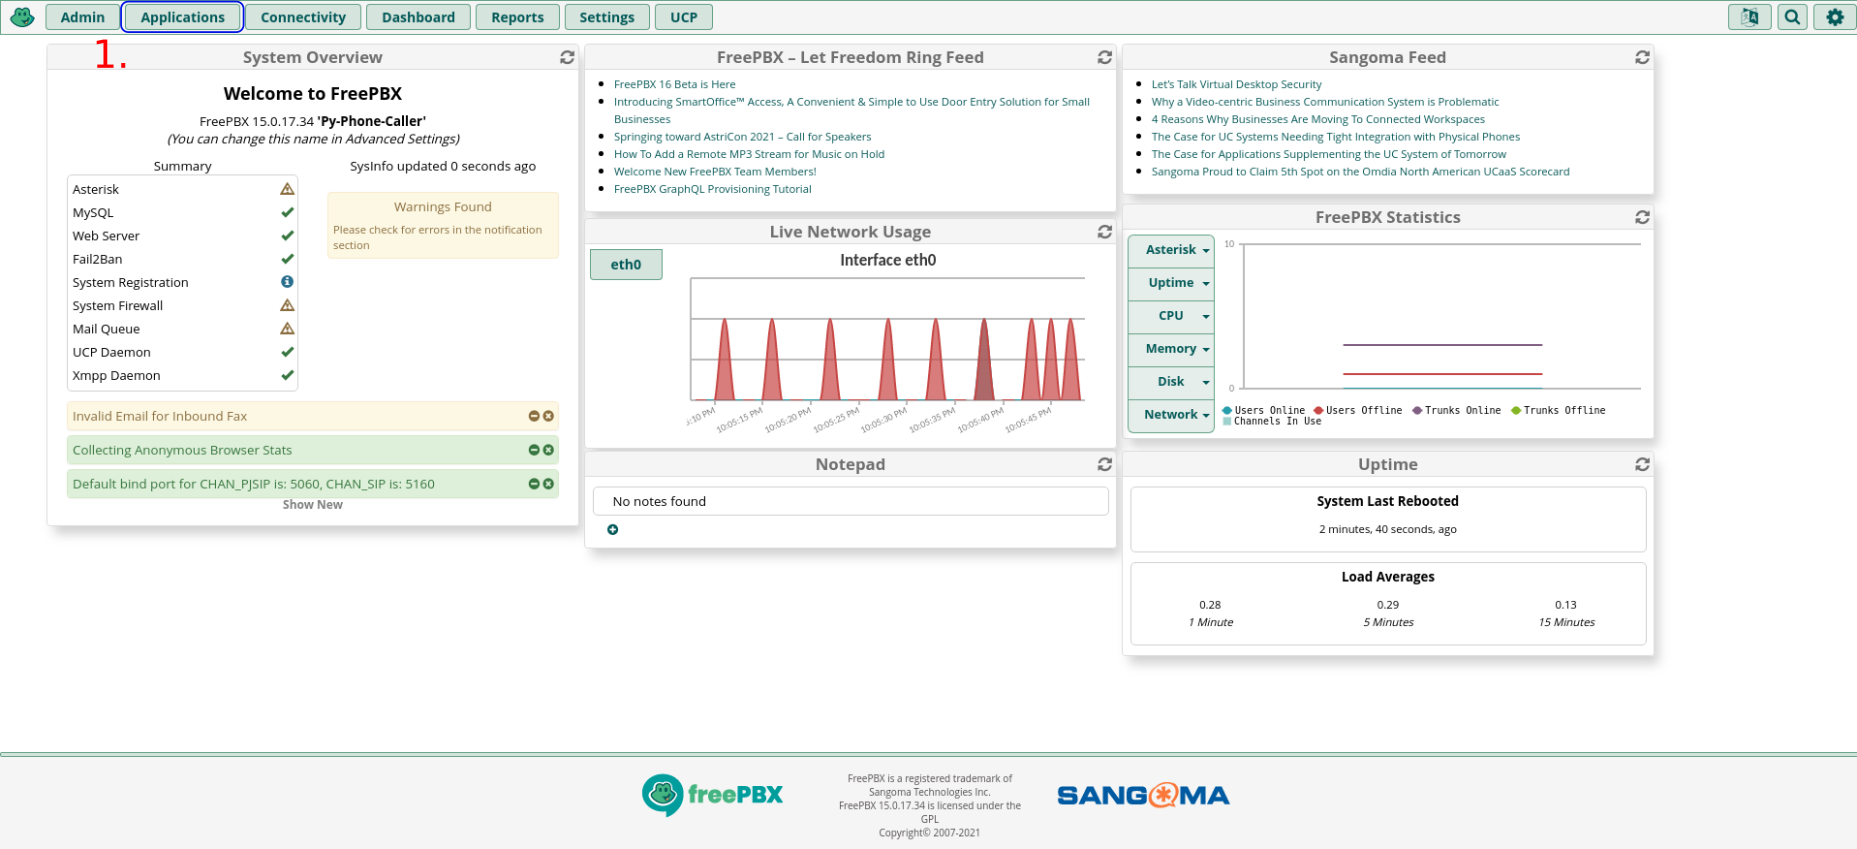 Admin
Applications
Connectivity
Dashboard
Reports
Settings
UCP
1.
System Overview
Welcome to FreePBX
FreePBX 15.0.17.34 'Py-Phone-Caller'
(You can change this name in Advanced Settings)
Summary
Asterisk
MySQL
Web Server
Fail2Ban
System Registration
System Firewall
Mail Queue
UCP Daemon
Xmpp Daemon
SysInfo updated 0 seconds ago
Warnings Found
Please check for errors in the notification
section
Invalid Email for Inbound Fax
Collecting Anonymous Browser Stats
Default bind port for CHAN_PJSIP is: 5060, CHAN_SIP is: 5160
Show New
FreePBX – Let Freedom Ring Feed
FreePBX 16 Beta is Here
Introducing SmartOffice™ Access, A Convenient & Simple to Use Door Entry Solution for Small
Businesses
Springing toward AstriCon 2021 – Call for Speakers
How To Add a Remote MP3 Stream for Music on Hold
Welcome New FreePBX Team Members!
FreePBX GraphQL Provisioning Tutorial
Live Network Usage
eth0
Interface eth0
:10 PM
10:05:15 PM
10:05:20 PM
10:05:25 PM
10:05:30 PM
10:05:35 PM
10:05:40 PM
10:05:45 PM
Notepad
No notes found
Sangoma Feed
Let's Talk Virtual Desktop Security
Why a Video-centric Business Communication System is Problematic
4 Reasons Why Businesses Are Moving To Connected Workspaces
The Case for UC Systems Needing Tight Integration with Physical Phones
The Case for Applications Supplementing the UC System of Tomorrow
Sangoma Proud to Claim 5th Spot on the Omdia North American UCaaS Scorecard
FreePBX Statistics
Asterisk
Uptime
CPU
Memory
Disk
Network
10
0
Users Online
Users Offline
Trunks Online
Trunks Offline
Channels In Use
Uptime
System Last Rebooted
2 minutes, 40 seconds, ago
Load Averages
0.28
1 Minute
0.29
5 Minutes
0.13
15 Minutes
freePBX
FreePBX is a registered trademark of
Sangoma Technologies Inc.
FreePBX 15.0.17.34 is licensed under the
GPL
Copyright© 2007-2021
SANGOMA